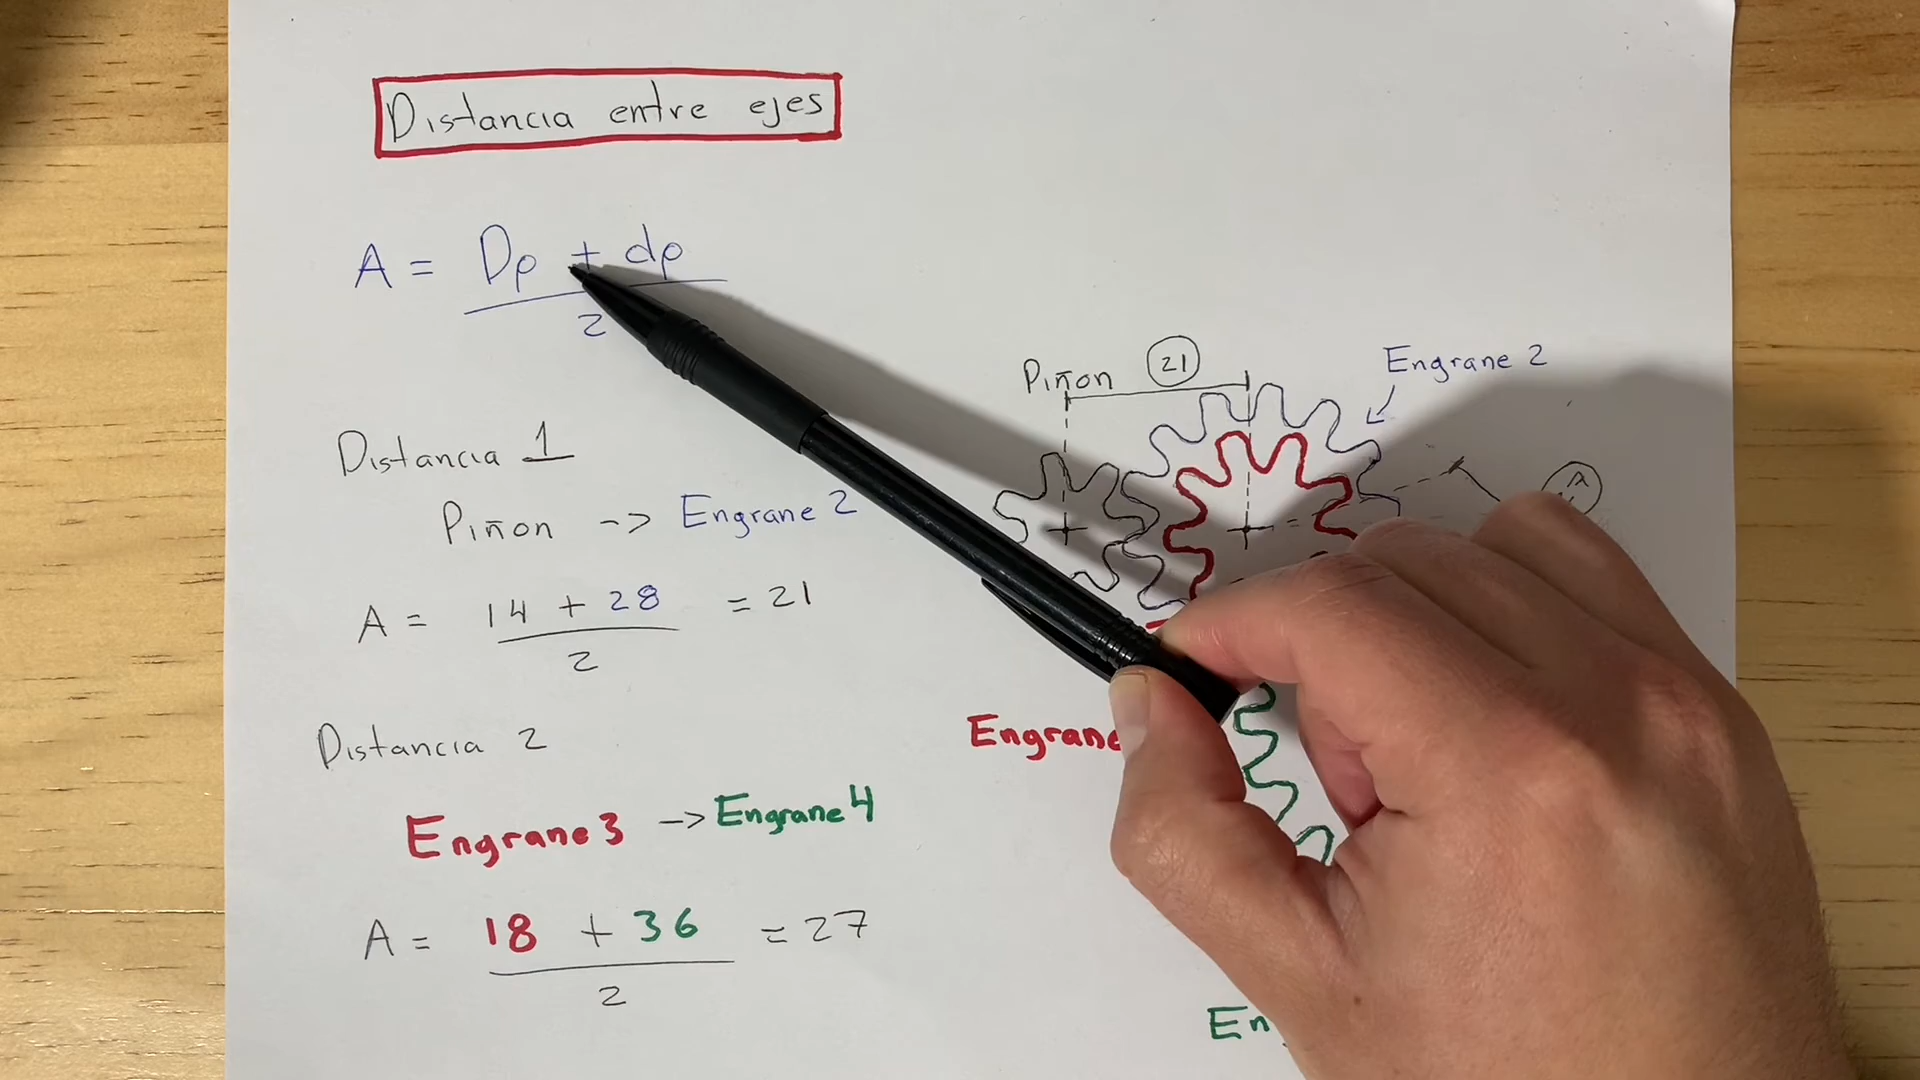 Distancia entre ejes
A = Dp + dp
2
Distancia 1
Piñon -> Engrane 2
A = 14 + 28 = 21
2
Distancia 2
Engrane 3 -> Engrane 4
A = 18 + 36 = 27
2
Piñon 21
Engrane 2
Engrane
En